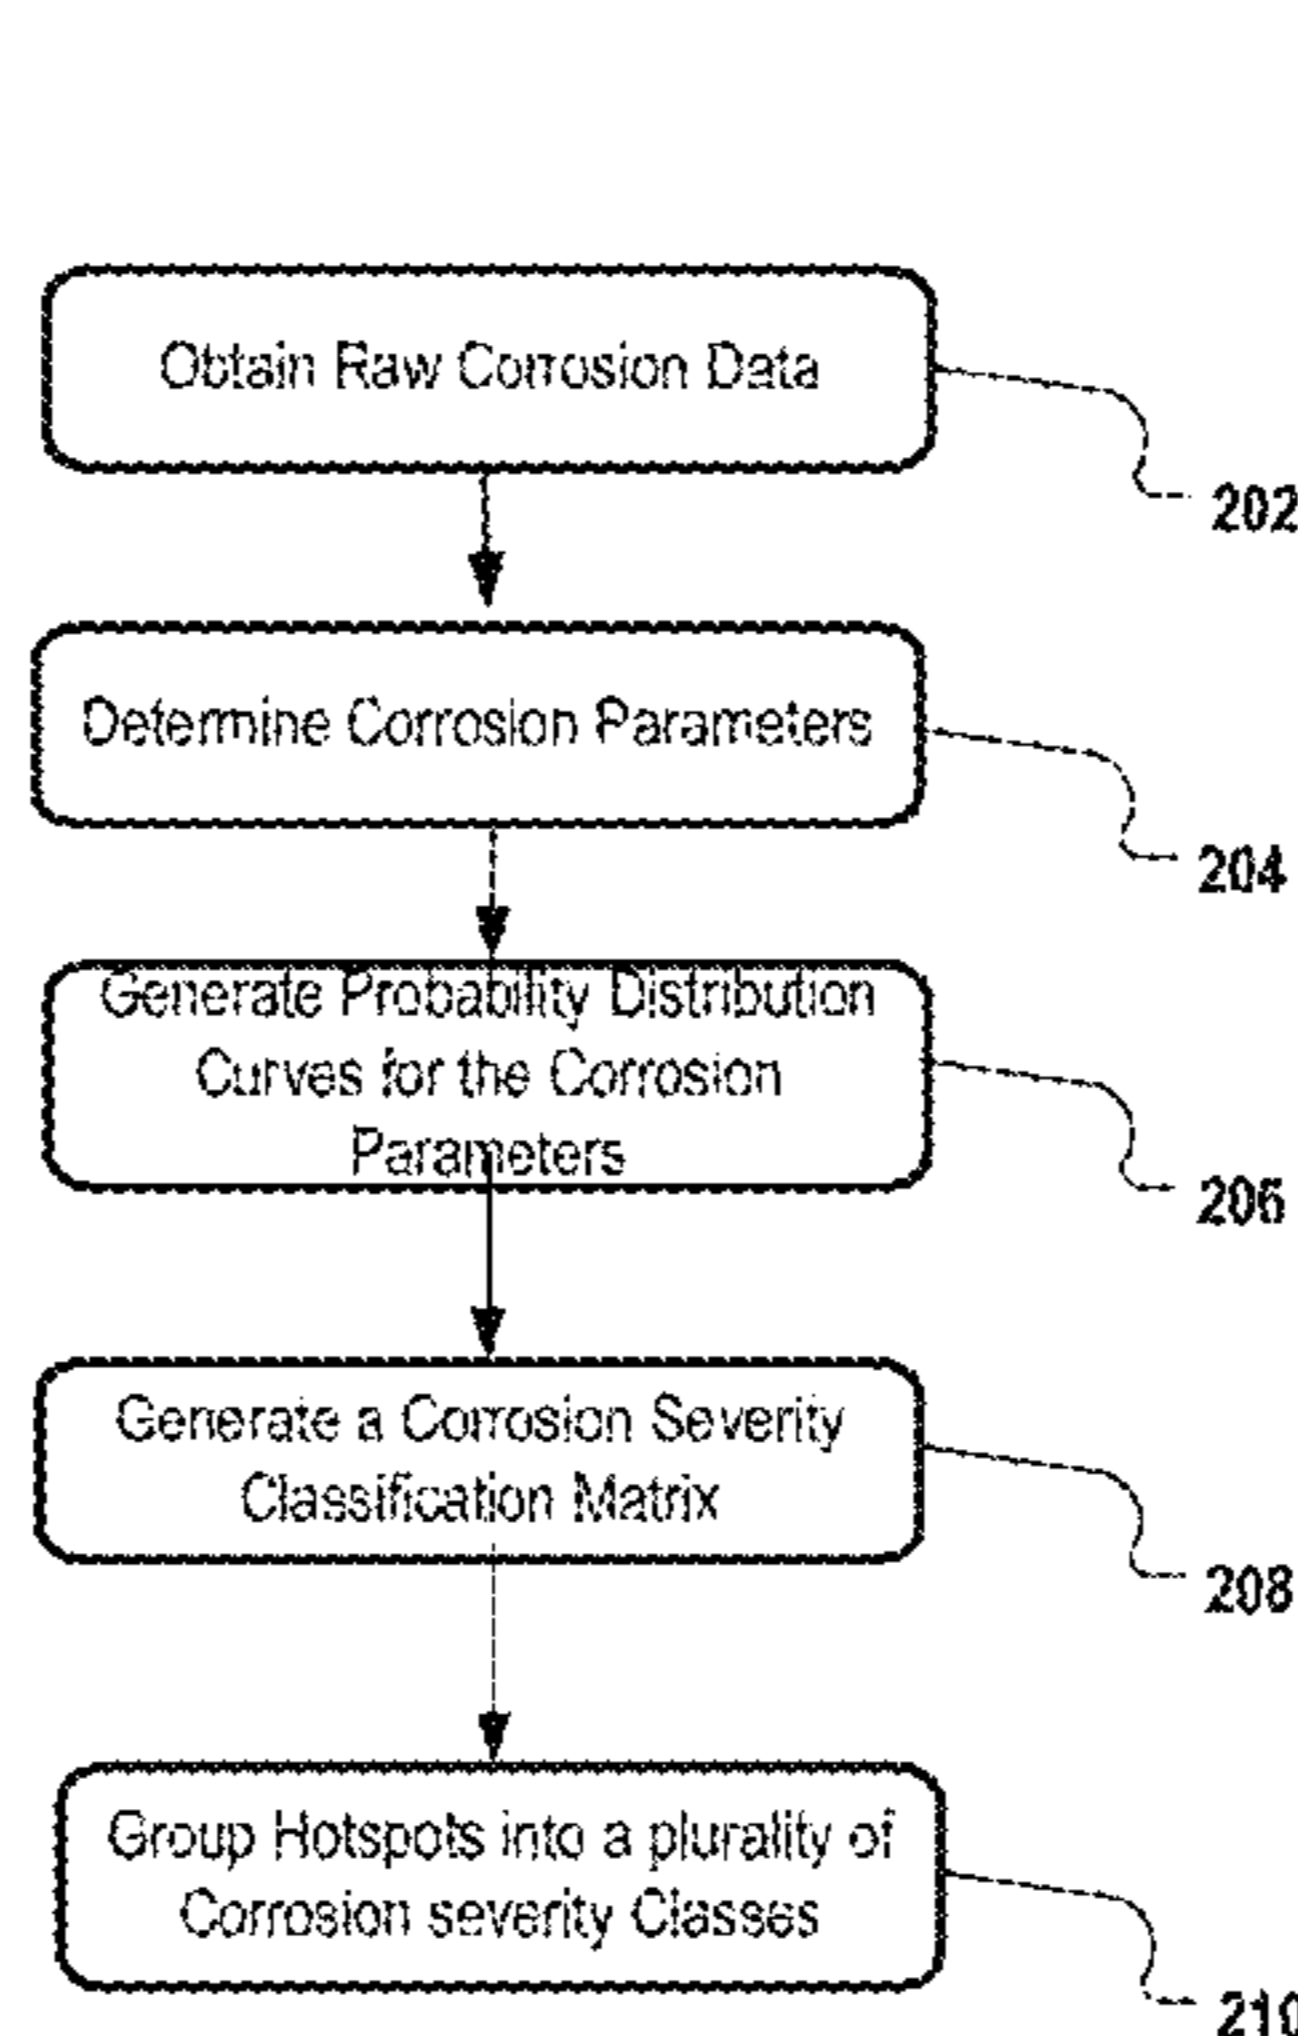 Obtain Raw Corrosion Data
202
Determine Corrosion Parameters
204
Generate Probability Distribution
Curves for the Corrosion
Parameters
206
Generate a Corrosion Severity
Classification Matrix
208
Group Hotspots into a plurality of
Corrosion severity Classes
210